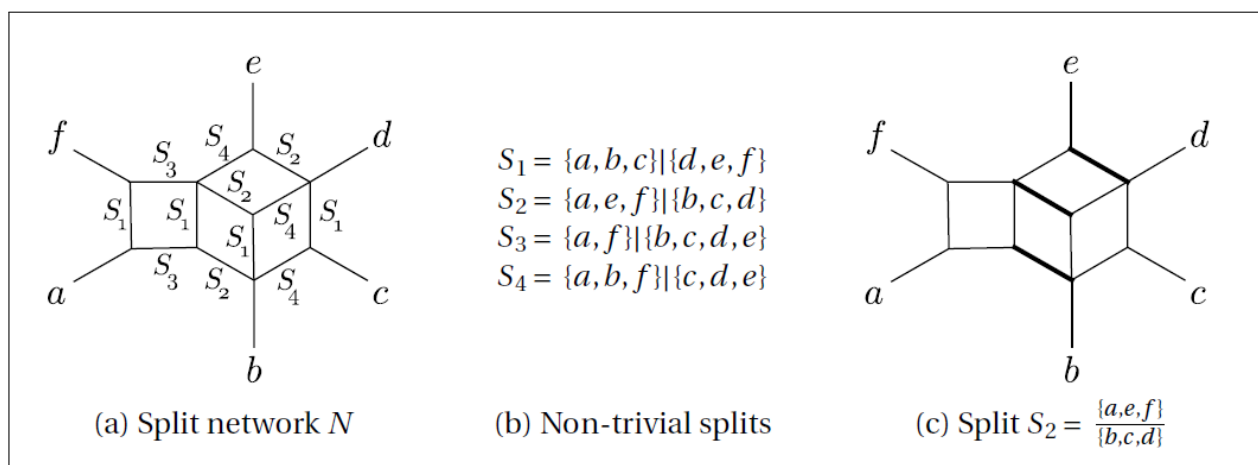 e
f
d
S₄
S₂
S₃
S₂
S₁
S₁
S₁
S₄
S₁
S₃
S₂
S₄
a
c
b
(a) Split network N
S₁ = {a, b, c}|{d, e, f}
S₂ = {a, e, f}|{b, c, d}
S₃ = {a, f}|{b, c, d, e}
S₄ = {a, b, f}|{c, d, e}
(b) Non-trivial splits
e
f
d
a
c
b
(c) Split S₂ = {a,e,f}/{b,c,d}